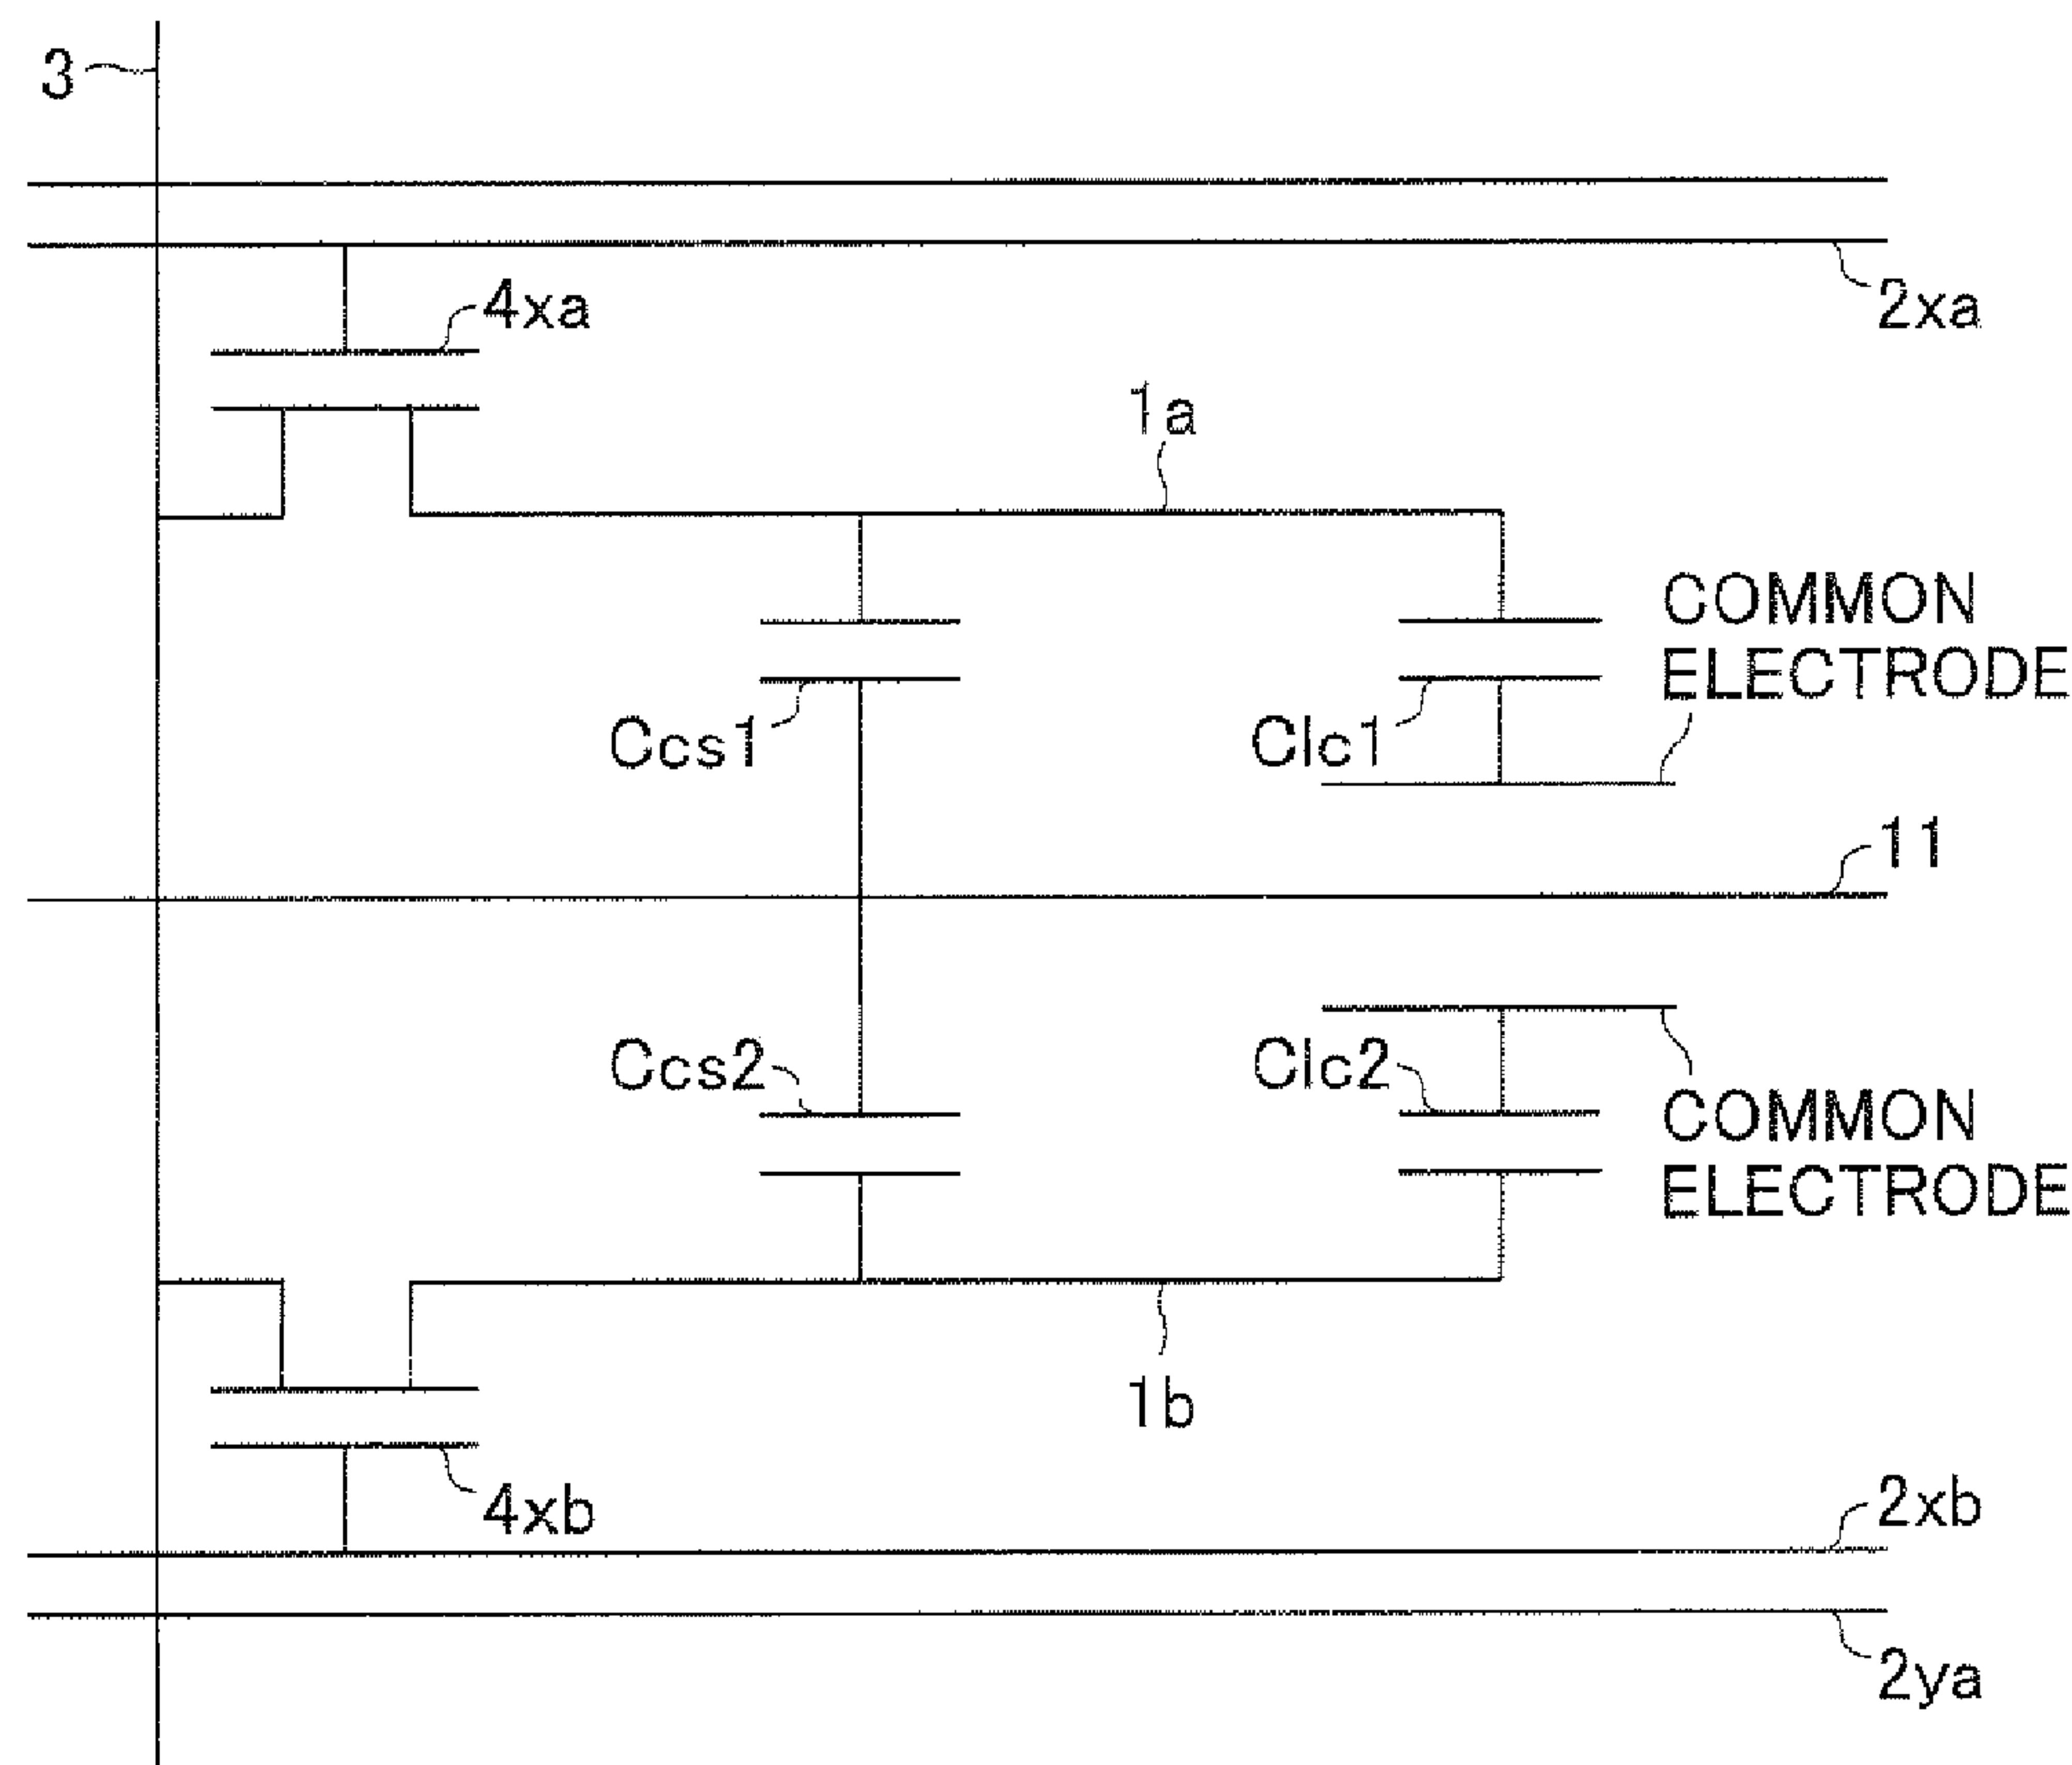 3
4xa
2xa
1a
COMMON
ELECTRODE
Ccs1
Clc1
11
Ccs2
Clc2
COMMON
ELECTRODE
1b
4xb
2xb
2ya